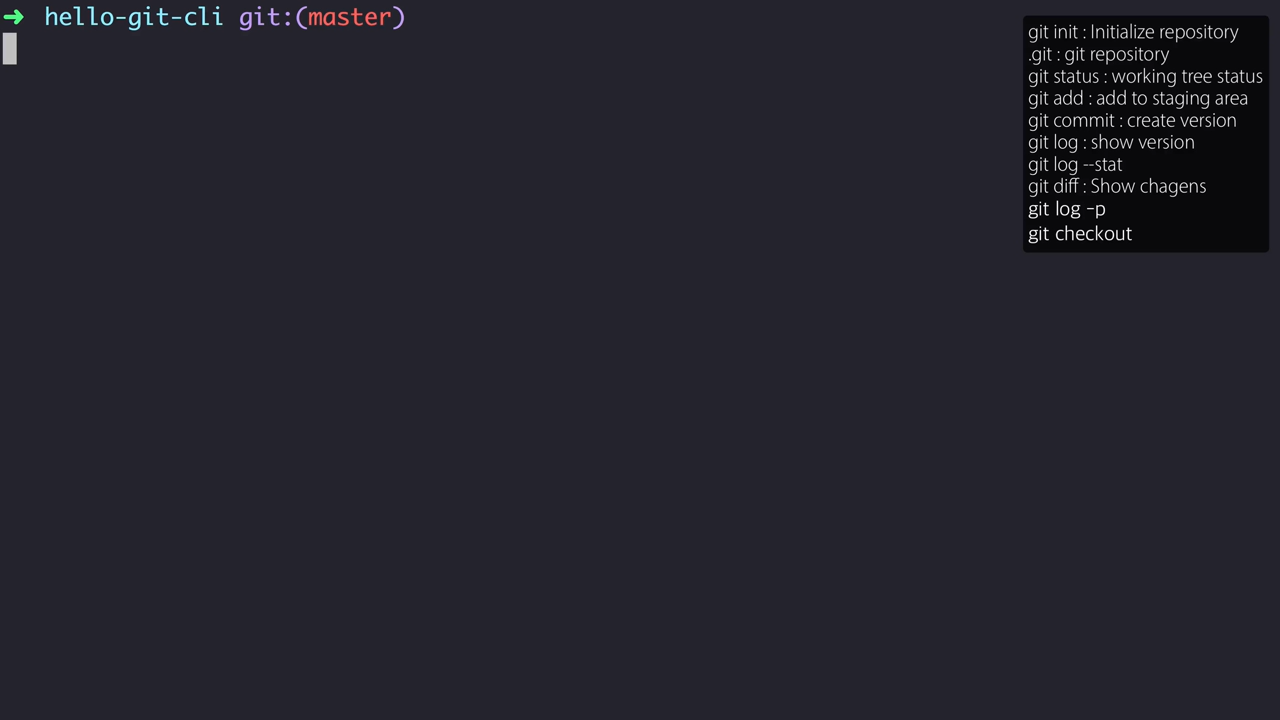 ➜ hello-git-cli git:(master)
git init : Initialize repository
.git : git repository
git status : working tree status
git add : add to staging area
git commit : create version
git log : show version
git log --stat
git diff : Show chagens
git log -p
git checkout